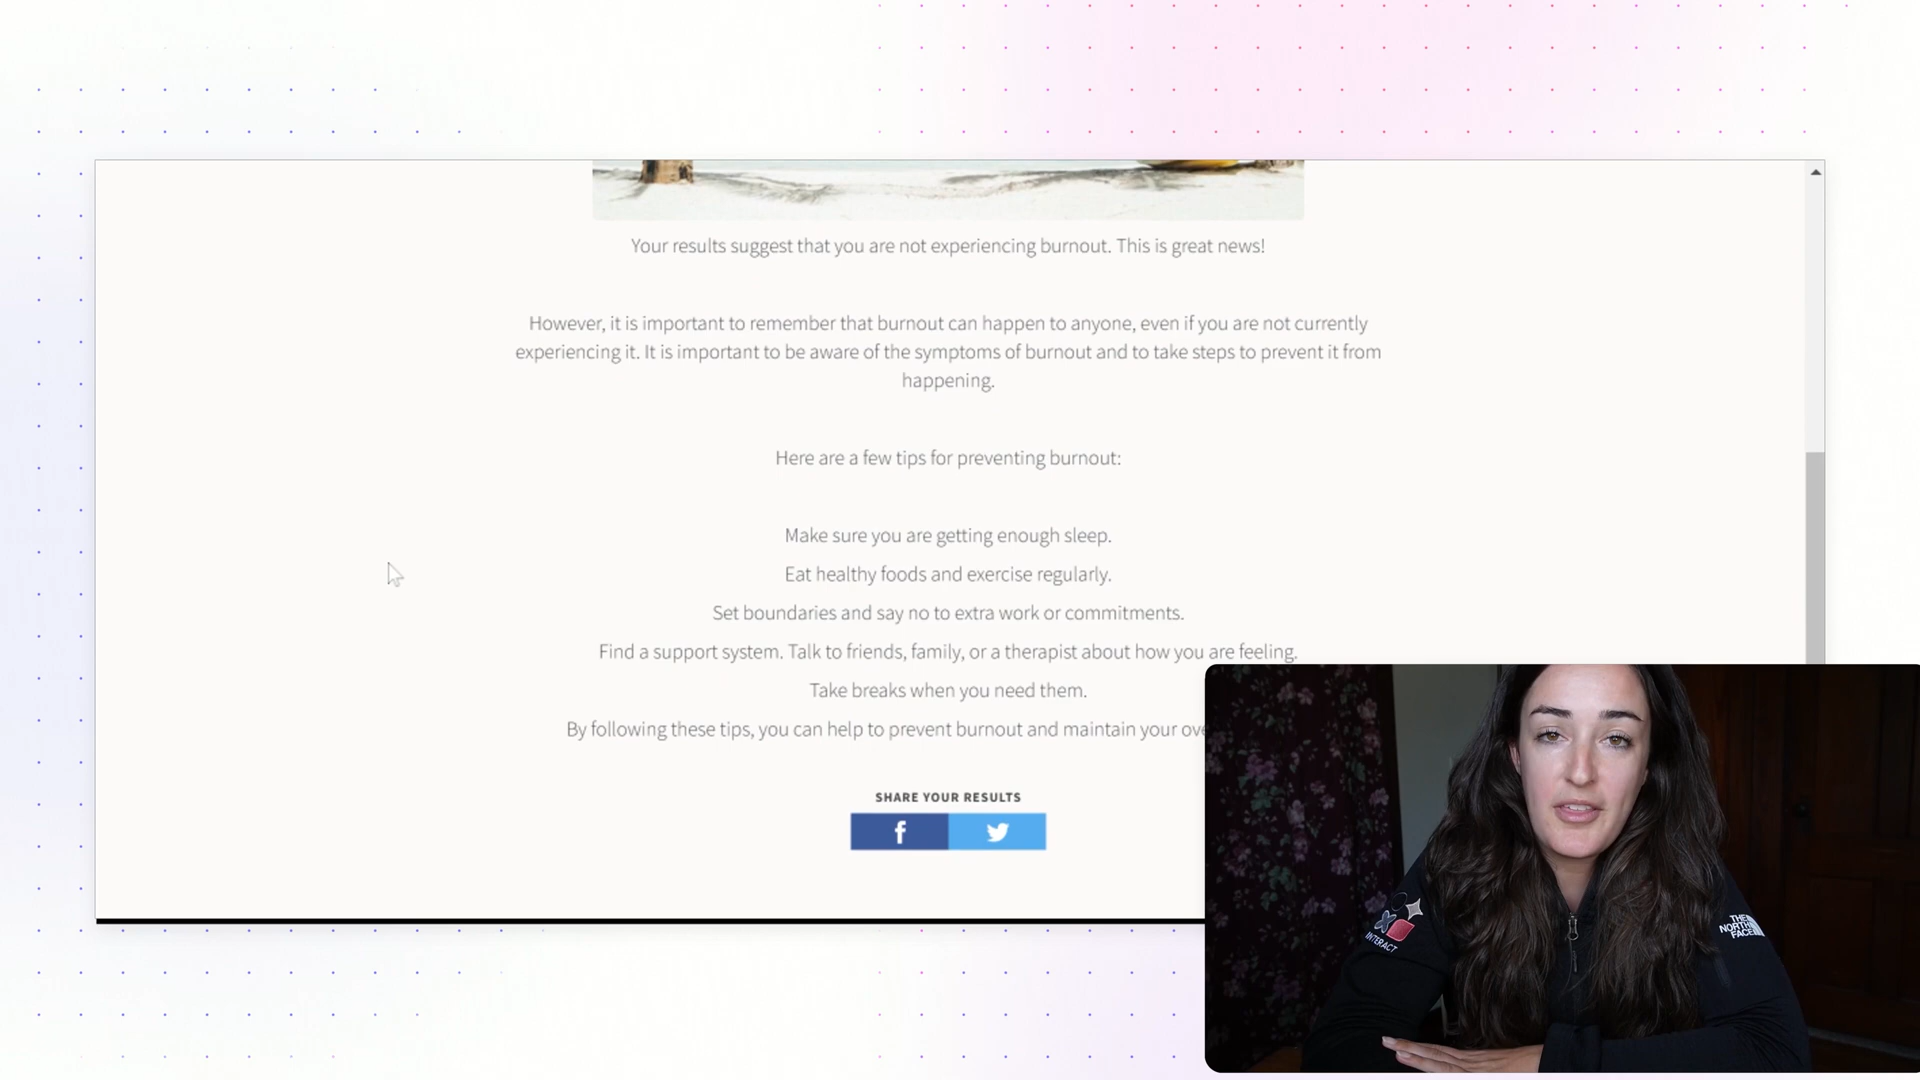 Your results suggest that you are not experiencing burnout. This is great news!
However, it is important to remember that burnout can happen to anyone, even if you are not currently
experiencing it. It is important to be aware of the symptoms of burnout and to take steps to prevent it from
happening.
Here are a few tips for preventing burnout:
Make sure you are getting enough sleep.
Eat healthy foods and exercise regularly.
Set boundaries and say no to extra work or commitments.
Find a support system. Talk to friends, family, or a therapist about how you are feeling.
Take breaks when you need them.
By following these tips, you can help to prevent burnout and maintain your
SHARE YOUR RESULTS
INTERACT
THE
NORTH
FACE